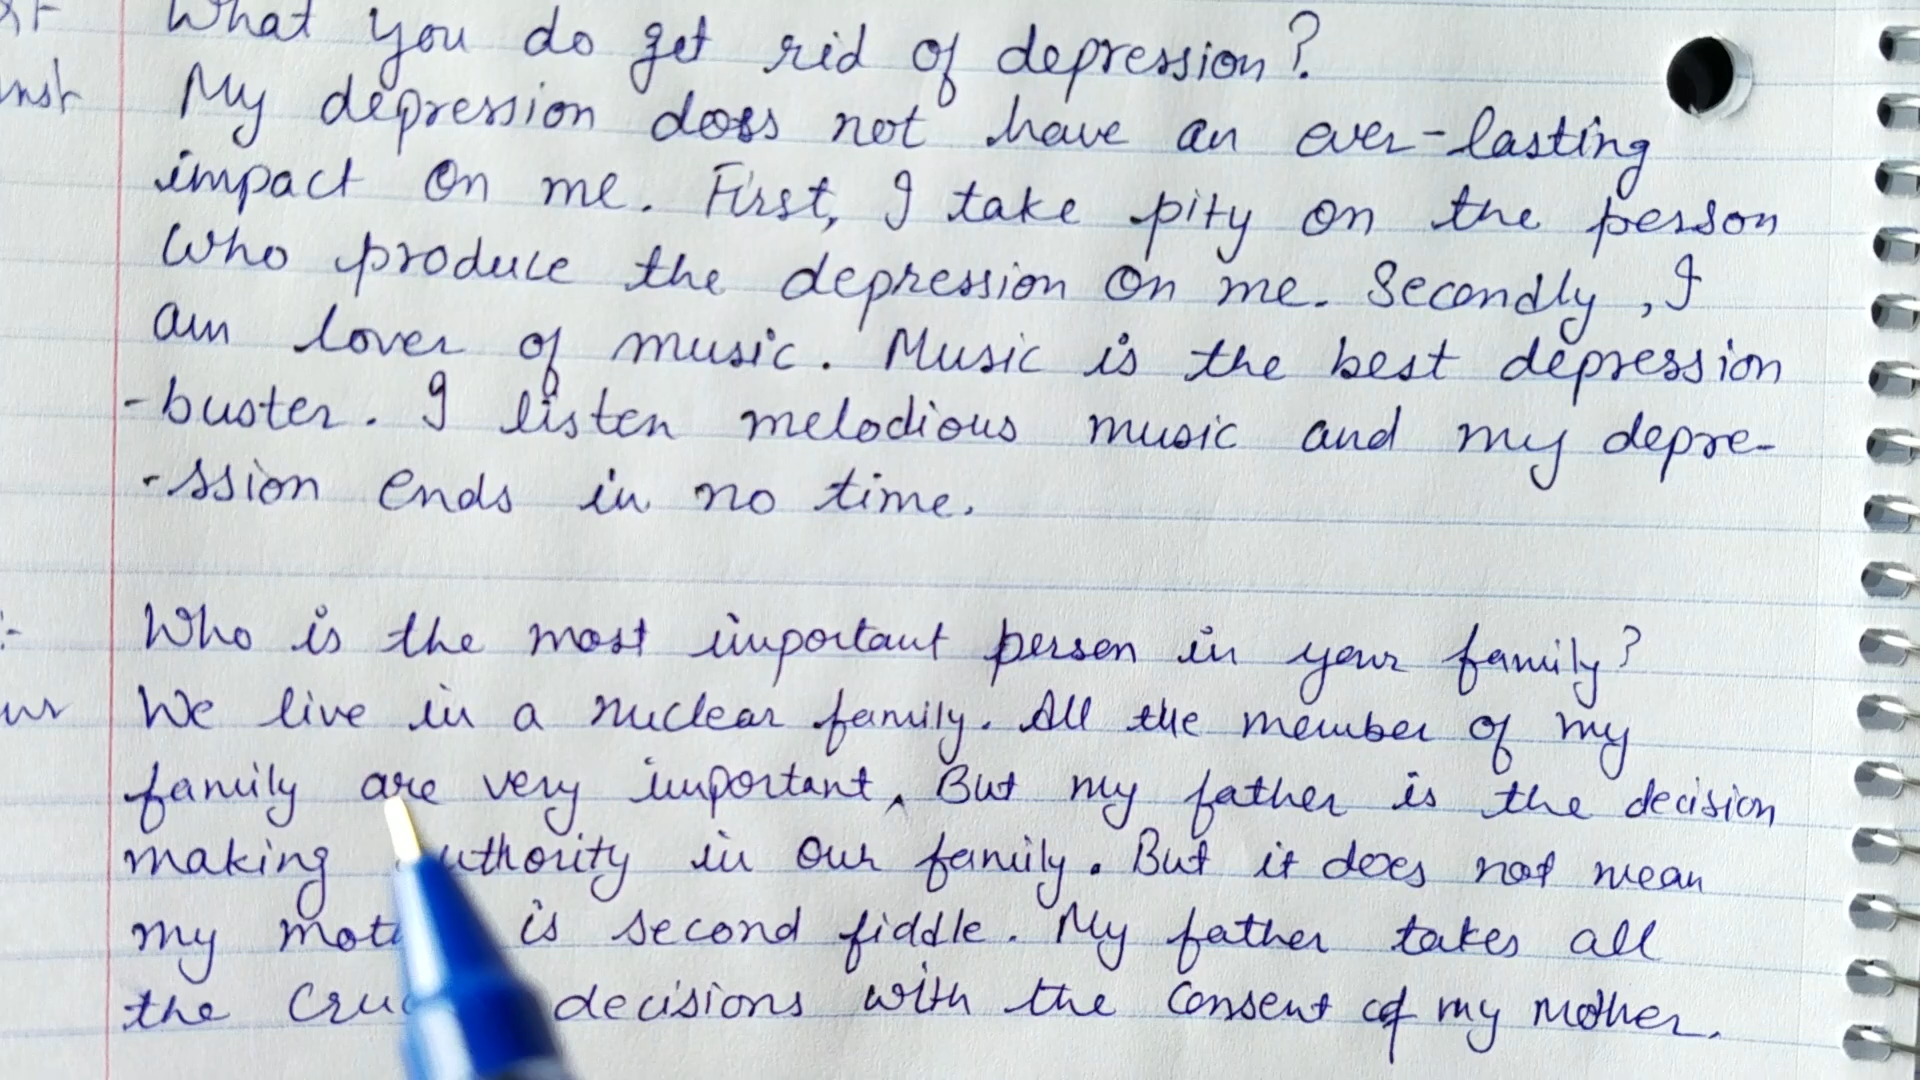 What you do get rid of depression?
My depression does not have an ever-lasting
impact on me. First, I take pity on the person
who produce the depression on me. Secondly, I
am lover of music. Music is the best depression
-buster. I listen melodious music and my depre-
-ssion ends in no time.
Who is the most important person in your family?
We live in a nuclear family. All the member of my
family are very important, But my father is the decision
making uthority in our family. But it does not mean
my mot is second fiddle. My father takes all
the Cru decisions with the consent of my mother.